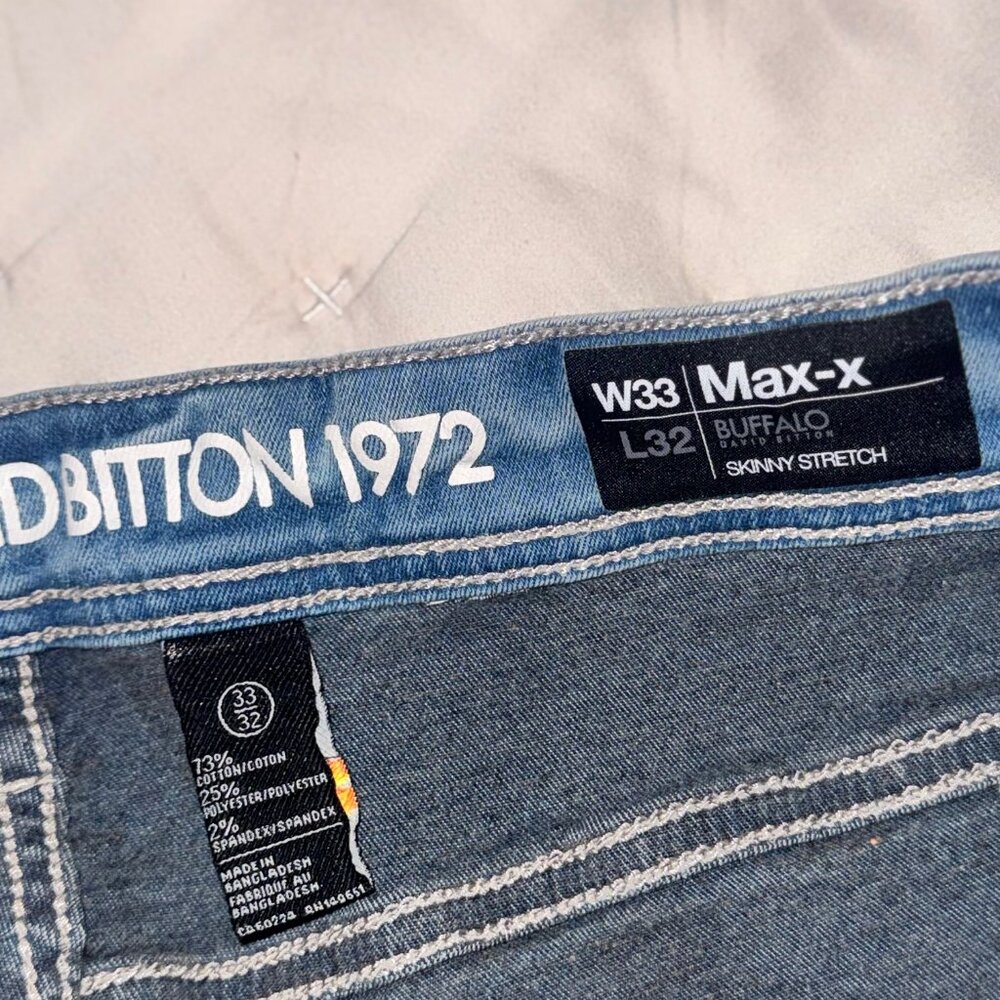 DBITTON 1972
W33 Max-x
L32 BUFFALO
DAVID BITTON
SKINNY STRETCH
33
32
73%
COTTON/COTON
25%
POLYESTER/POLYESTER
2%
SPANDEX/SPANDEX
MADE IN
BANGLADESH
FABRIQUÉ AU
BANGLADESH